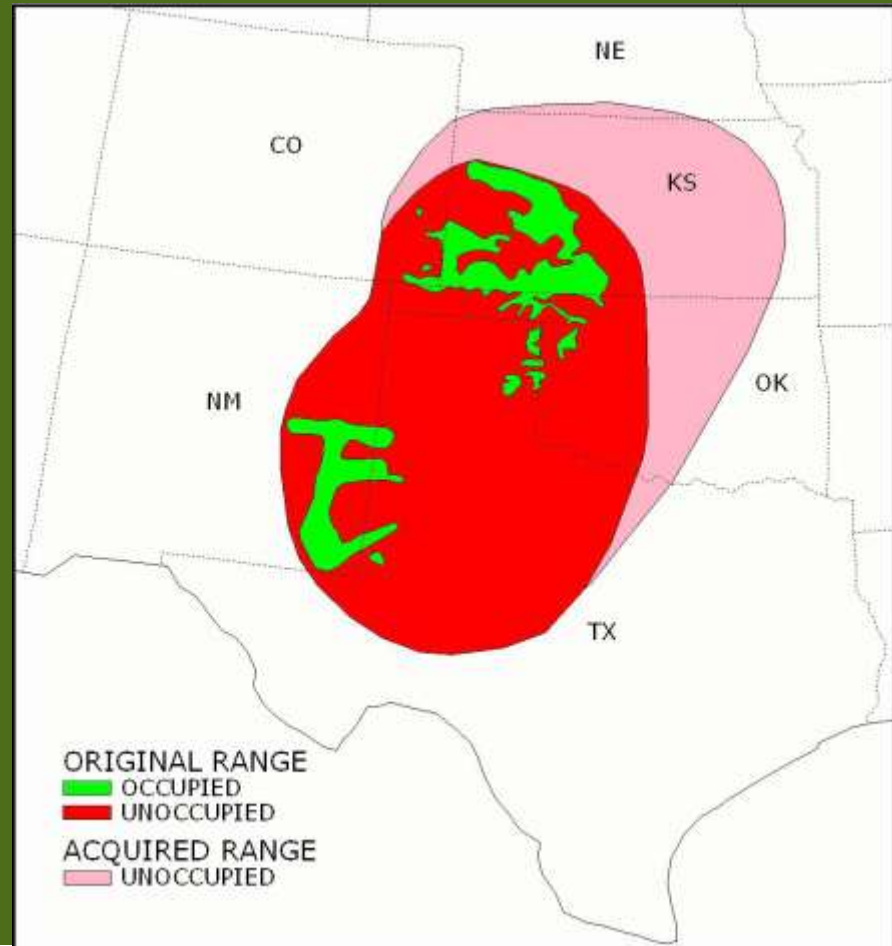 NE
CO
KS
NM
OK
TX
ORIGINAL RANGE
OCCUPIED
UNOCCUPIED
ACQUIRED RANGE
UNOCCUPIED